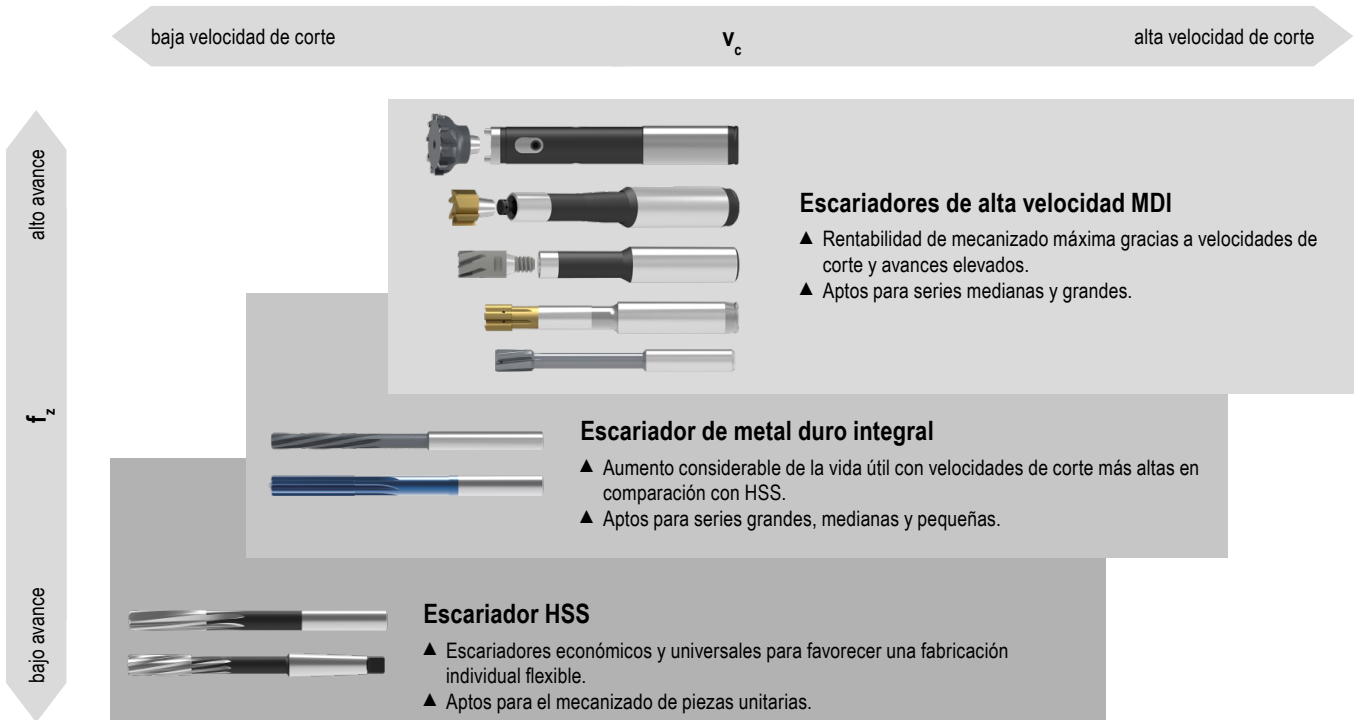 baja velocidad de corte
vc
alta velocidad de corte
alto avance
fz
bajo avance
Escariadores de alta velocidad MDI
▲ Rentabilidad de mecanizado máxima gracias a velocidades de
corte y avances elevados.
▲ Aptos para series medianas y grandes.
Escariador de metal duro integral
▲ Aumento considerable de la vida útil con velocidades de corte más altas en
comparación con HSS.
▲ Aptos para series grandes, medianas y pequeñas.
Escariador HSS
▲ Escariadores económicos y universales para favorecer una fabricación
individual flexible.
▲ Aptos para el mecanizado de piezas unitarias.